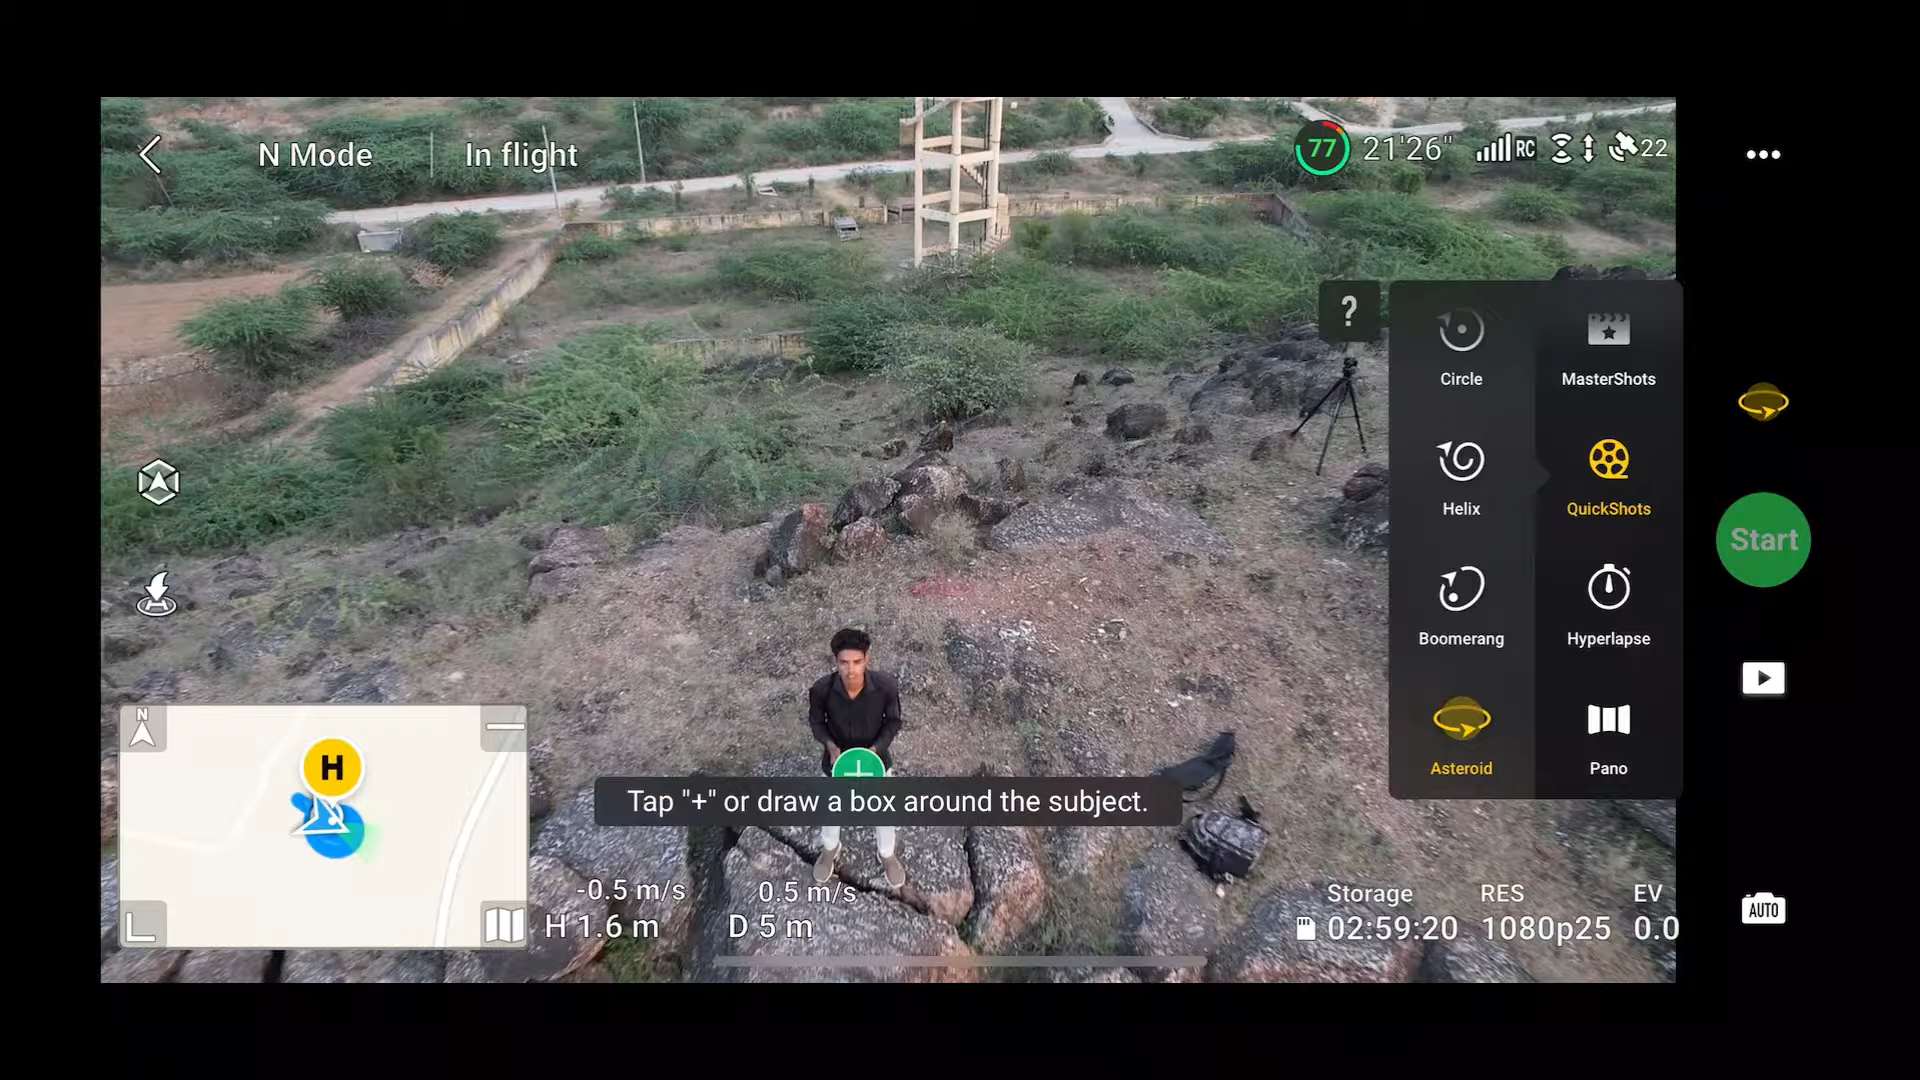 N Mode
In flight
77
21'26"
RC
22
?
Circle
MasterShots
Helix
QuickShots
Start
Boomerang
Hyperlapse
Asteroid
Pano
N
H
Tap "+" or draw a box around the subject.
-0.5 m/s
0.5 m/s
H 1.6 m
D 5 m
Storage
RES
EV
02:59:20
1080p25
0.0
AUTO